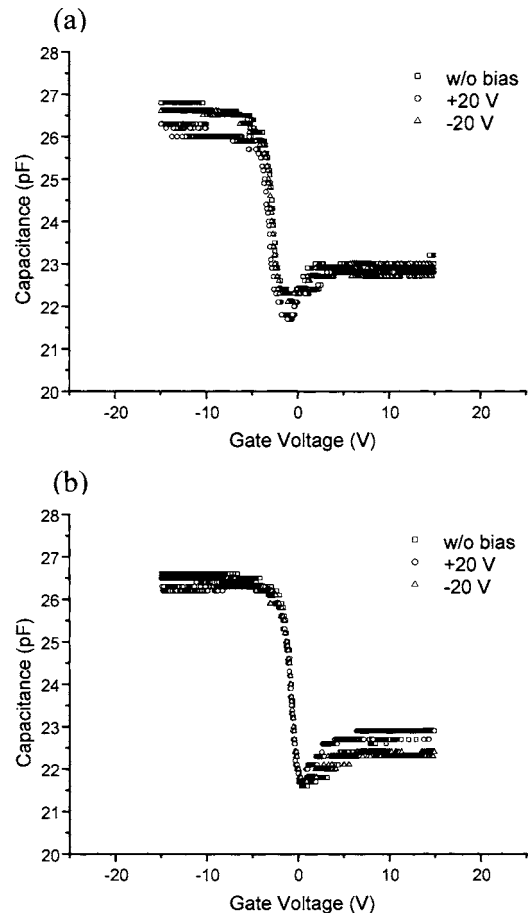 (a)
28
27
26
25
24
23
22
21
20
Capacitance (pF)
w/o bias
+20 V
-20 V
-20 -10 0 10 20
Gate Voltage (V)
(b)
28
27
26
25
24
23
22
21
20
Capacitance (pF)
w/o bias
+20 V
-20 V
-20 -10 0 10 20
Gate Voltage (V)